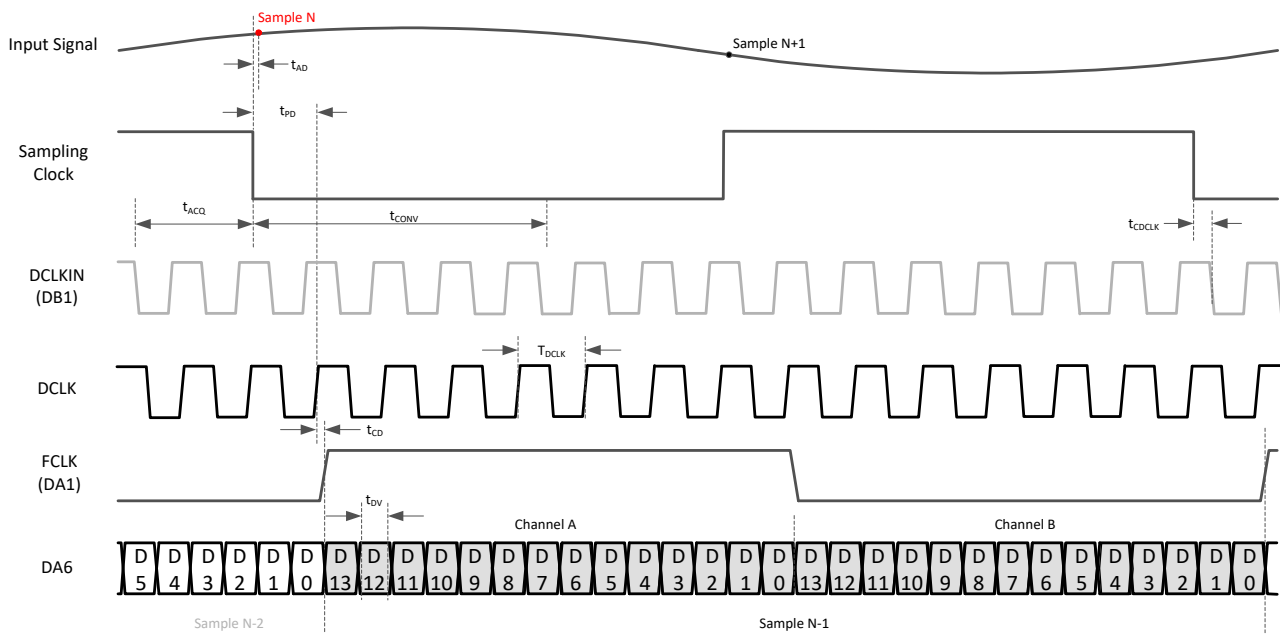 Sample N
Input Signal
Sample N+1
tAD
tPD
Sampling
Clock
tACQ
tCONV
tCDCLK
DCLKIN
(DB1)
TDCLK
DCLK
tCD
FCLK
(DA1)
tDV
Channel A
Channel B
DA6
D D D D D D D D D D D D D D D D D D D D D D D D D D D D D D D D D D
5 4 3 2 1 0 13 12 11 10 9 8 7 6 5 4 3 2 1 0 13 12 11 10 9 8 7 6 5 4 3 2 1 0
Sample N-2
Sample N-1